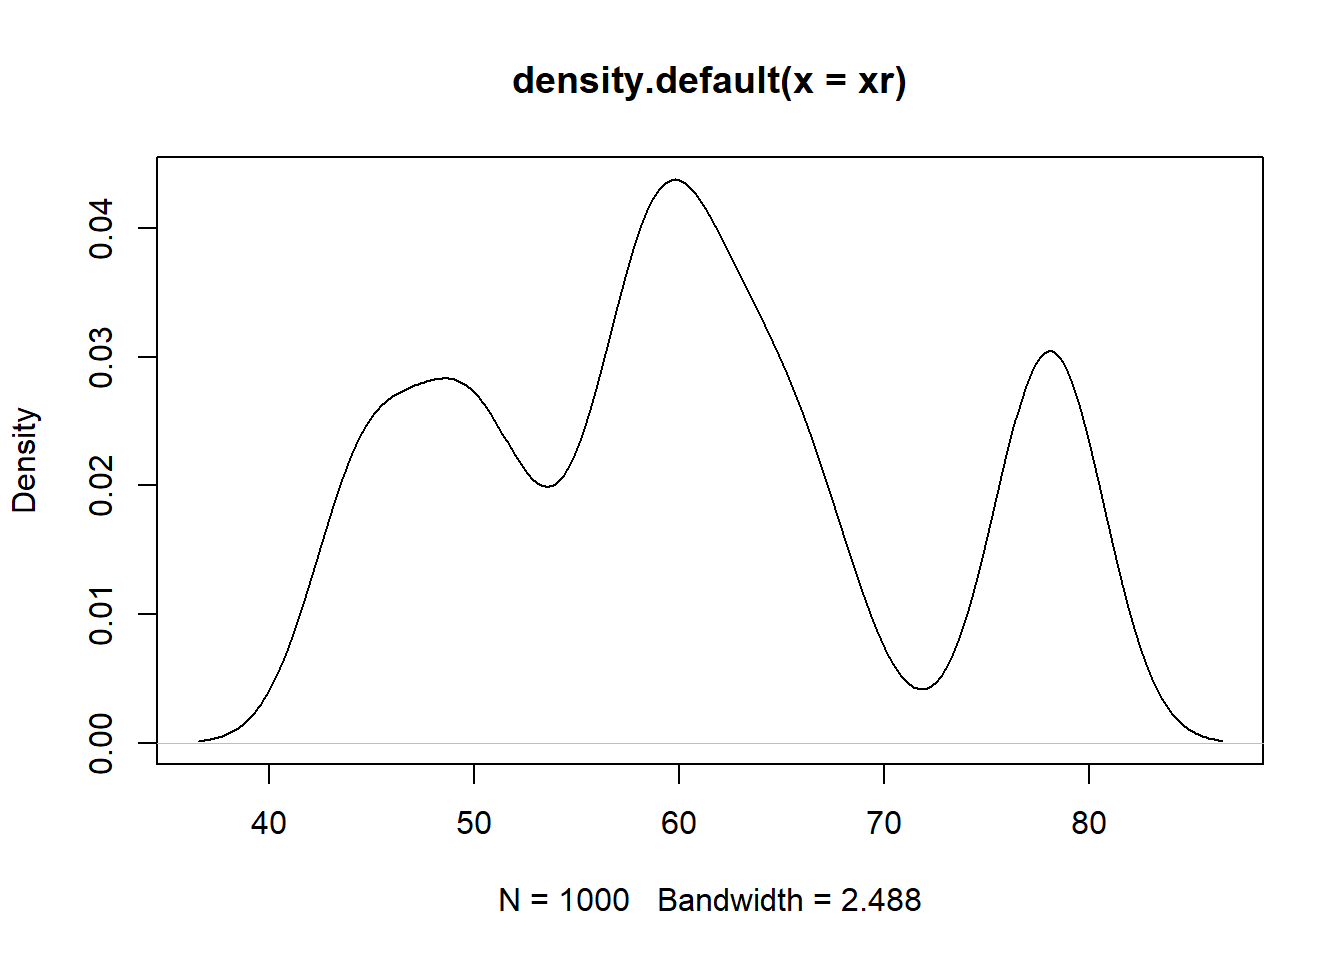 density.default(x = xr)
Density
0.00 0.01 0.02 0.03 0.04
40 50 60 70 80
N = 1000 Bandwidth = 2.488